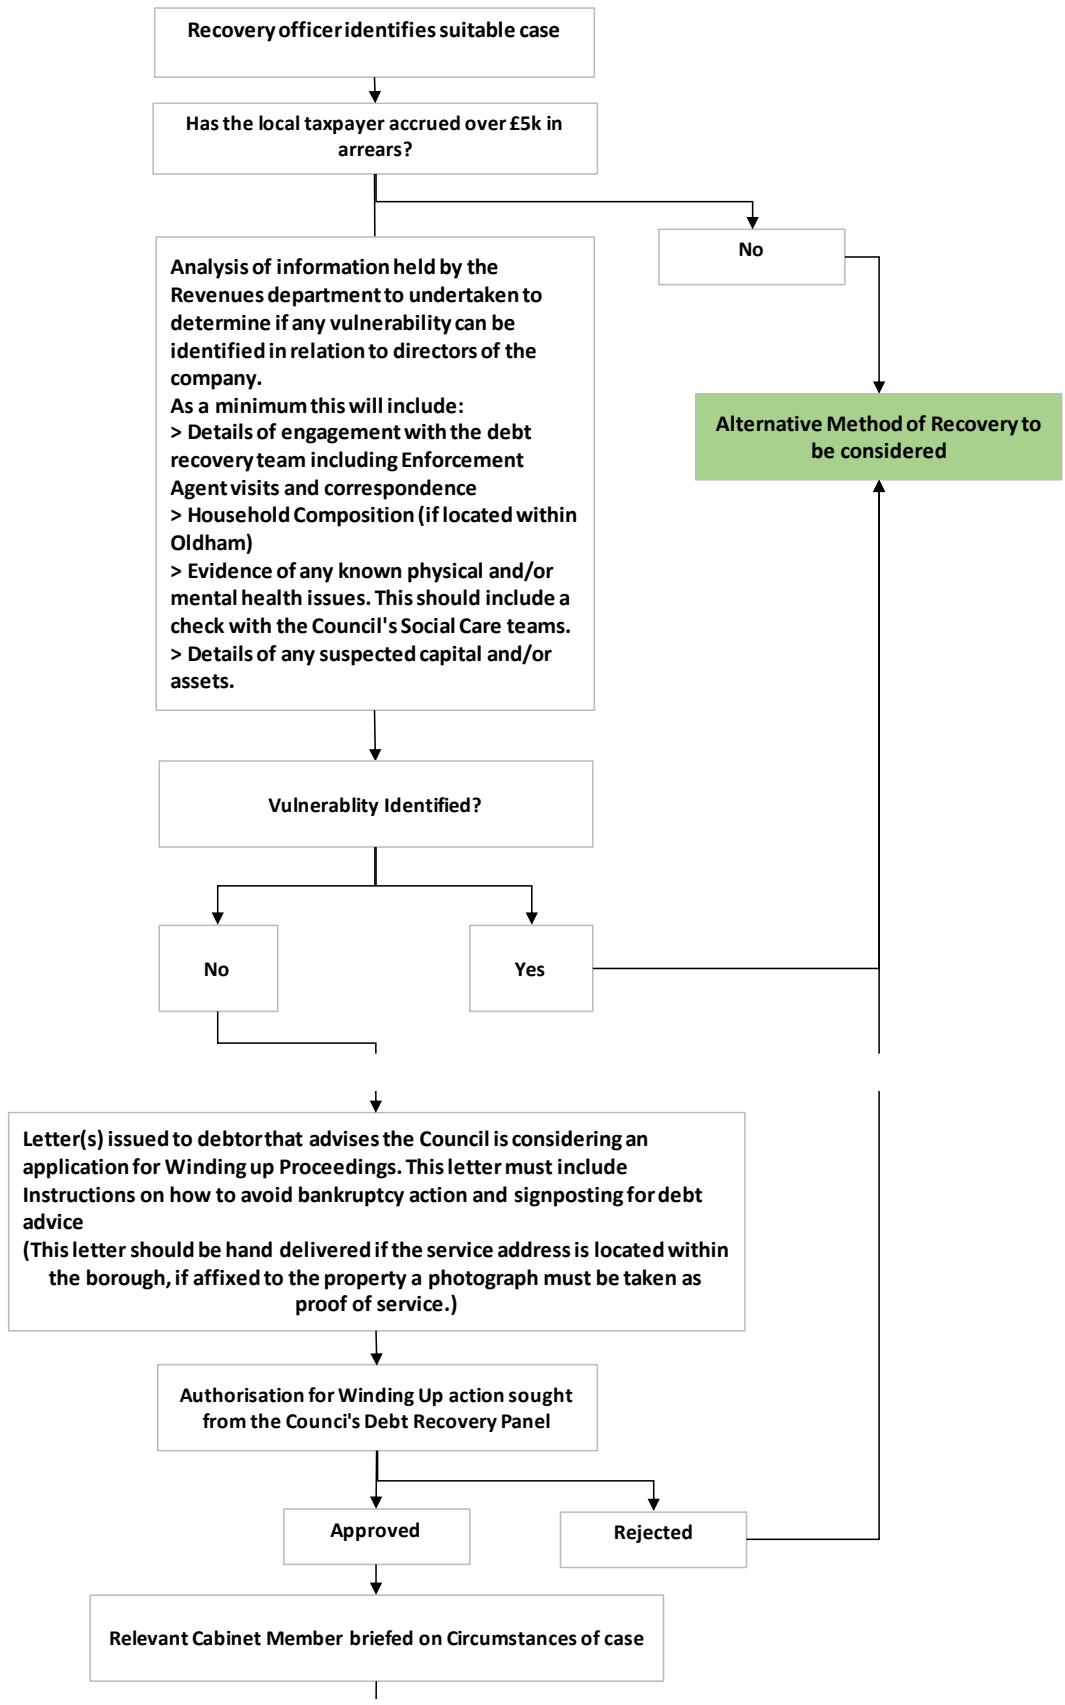 Recovery officer identifies suitable case
Has the local taxpayer accrued over £5k in
arrears?
No
Analysis of information held by the
Revenues department to undertaken to
determine if any vulnerability can be
identified in relation to directors of the
company.
As a minimum this will include:
> Details of engagement with the debt
recovery team including Enforcement
Agent visits and correspondence
> Household Composition (if located within
Oldham)
> Evidence of any known physical and/or
mental health issues. This should include a
check with the Council's Social Care teams.
> Details of any suspected capital and/or
assets.
Alternative Method of Recovery to
be considered
Vulnerablity Identified?
No
Yes
Letter(s) issued to debtor that advises the Council is considering an
application for Winding up Proceedings. This letter must include
Instructions on how to avoid bankruptcy action and signposting for debt
advice
(This letter should be hand delivered if the service address is located within
the borough, if affixed to the property a photograph must be taken as
proof of service.)
Authorisation for Winding Up action sought
from the Counci's Debt Recovery Panel
Approved
Rejected
Relevant Cabinet Member briefed on Circumstances of case